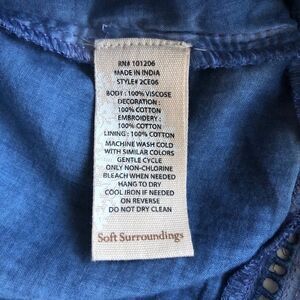 RN# 101206
MADE IN INDIA
STYLE# 2CE06
BODY : 100% VISCOSE
DECORATION :
100% COTTON
EMBROIDERY :
100% COTTON
LINING : 100% COTTON
MACHINE WASH COLD
WITH SIMILAR COLORS
GENTLE CYCLE
ONLY NON-CHLORINE
BLEACH WHEN NEEDED
HANG TO DRY
COOL IRON IF NEEDED
ON REVERSE
DO NOT DRY CLEAN
Soft Surroundings